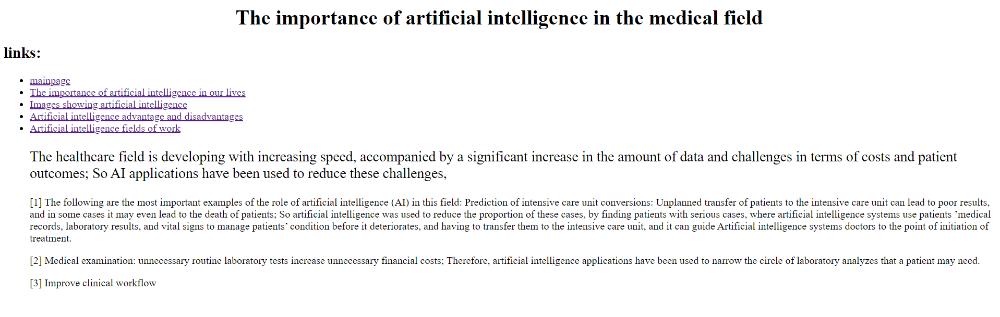 The importance of artificial intelligence in the medical field
links:
mainpage
The importance of artificial intelligence in our lives
Images showing artificial intelligence
Artificial intelligence advantage and disadvantages
Artificial intelligence fields of work
The healthcare field is developing with increasing speed, accompanied by a significant increase in the amount of data and challenges in terms of costs and patient
outcomes; So AI applications have been used to reduce these challenges,
[1] The following are the most important examples of the role of artificial intelligence (AI) in this field: Prediction of intensive care unit conversions: Unplanned transfer of patients to the intensive care unit can lead to poor results,
and in some cases it may even lead to the death of patients; So artificial intelligence was used to reduce the proportion of these cases, by finding patients with serious cases, where artificial intelligence systems use patients ’medical
records, laboratory results, and vital signs to manage patients’ condition before it deteriorates, and having to transfer them to the intensive care unit, and it can guide Artificial intelligence systems doctors to the point of initiation of
treatment.
[2] Medical examination: unnecessary routine laboratory tests increase unnecessary financial costs; Therefore, artificial intelligence applications have been used to narrow the circle of laboratory analyzes that a patient may need.
[3] Improve clinical workflow